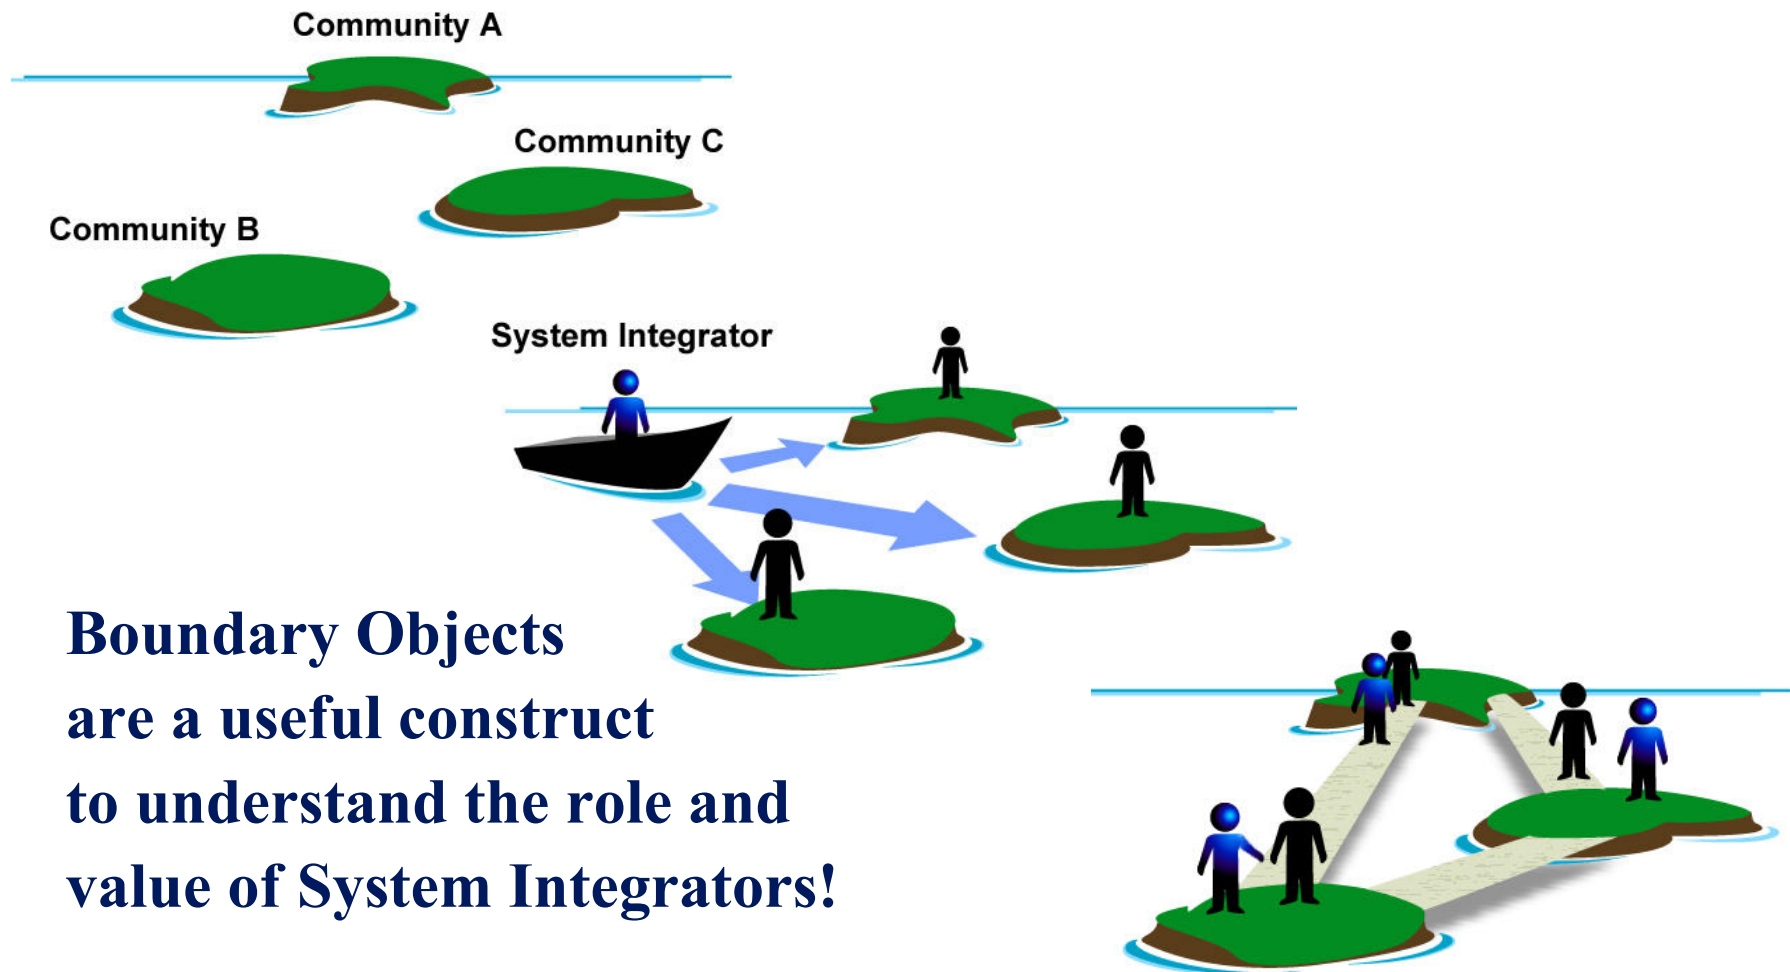 Community A
Community C
Community B
System Integrator
Boundary Objects
are a useful construct
to understand the role and
value of System Integrators!